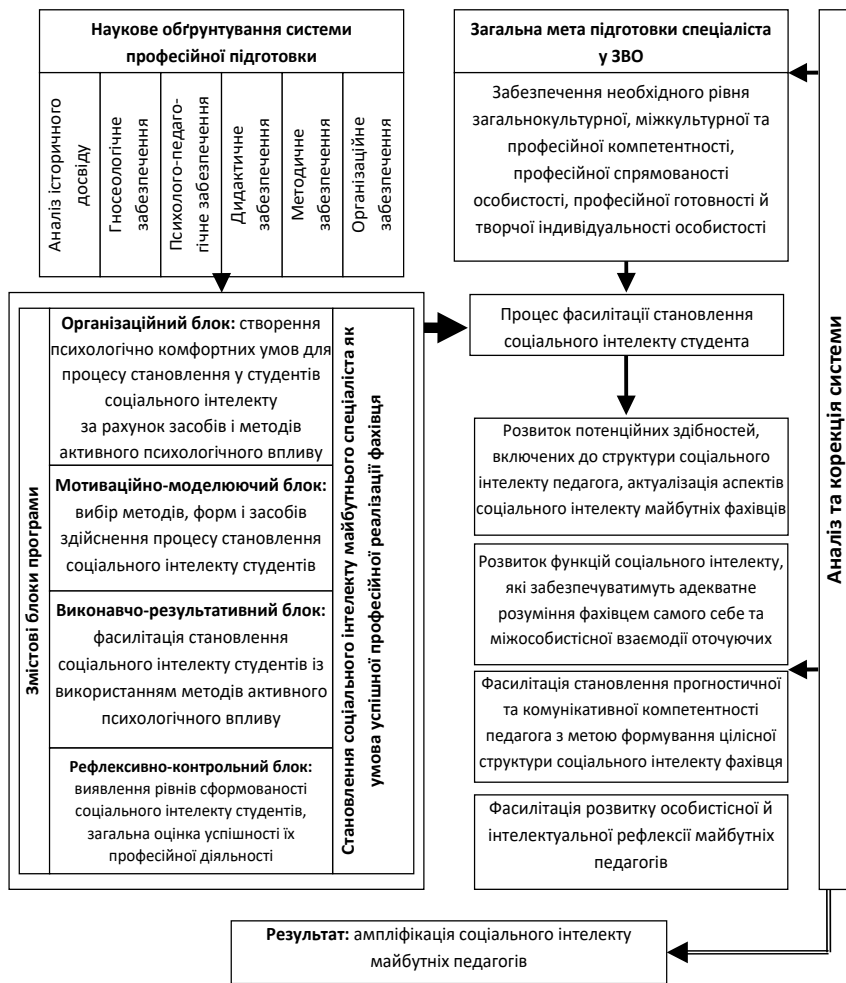 Наукове обґрунтування системи
професійної підготовки
Аналіз історичного
досвіду
Гносеологічне
забезпечення
Психолого-педаго-
гічне забезпечення
Дидактичне
забезпечення
Методичне
забезпечення
Організаційне
забезпечення
Загальна мета підготовки спеціаліста
у ЗВО
Забезпечення необхідного рівня
загальнокультурної, міжкультурної та
професійної компетентності,
професійної спрямованості
особистості, професійної готовності й
творчої індивідуальності особистості
Змістові блоки програми
Організаційний блок: створення
психологічно комфортних умов для
процесу становлення у студентів
соціального інтелекту
за рахунок засобів і методів
активного психологічного впливу
Мотиваційно-моделюючий блок:
вибір методів, форм і засобів
здійснення процесу становлення
соціального інтелекту студентів
Виконавчо-результативний блок:
фасилітація становлення
соціального інтелекту студентів із
використанням методів активного
психологічного впливу
Рефлексивно-контрольний блок:
виявлення рівнів сформованості
соціального інтелекту студентів,
загальна оцінка успішності їх
професійної діяльності
Становлення соціального інтелекту майбутнього спеціаліста як
умова успішної професійної реалізації фахівця
Процес фасилітації становлення
соціального інтелекту студента
Розвиток потенційних здібностей,
включених до структури соціального
інтелекту педагога, актуалізація аспектів
соціального інтелекту майбутніх фахівців
Розвиток функцій соціального інтелекту,
які забезпечуватимуть адекватне
розуміння фахівцем самого себе та
міжособистісної взаємодії оточуючих
Фасилітація становлення прогностичної
та комунікативної компетентності
педагога з метою формування цілісної
структури соціального інтелекту фахівця
Фасилітація розвитку особистісної й
інтелектуальної рефлексії майбутніх
педагогів
Аналіз та корекція системи
Результат: ампліфікація соціального інтелекту
майбутніх педагогів